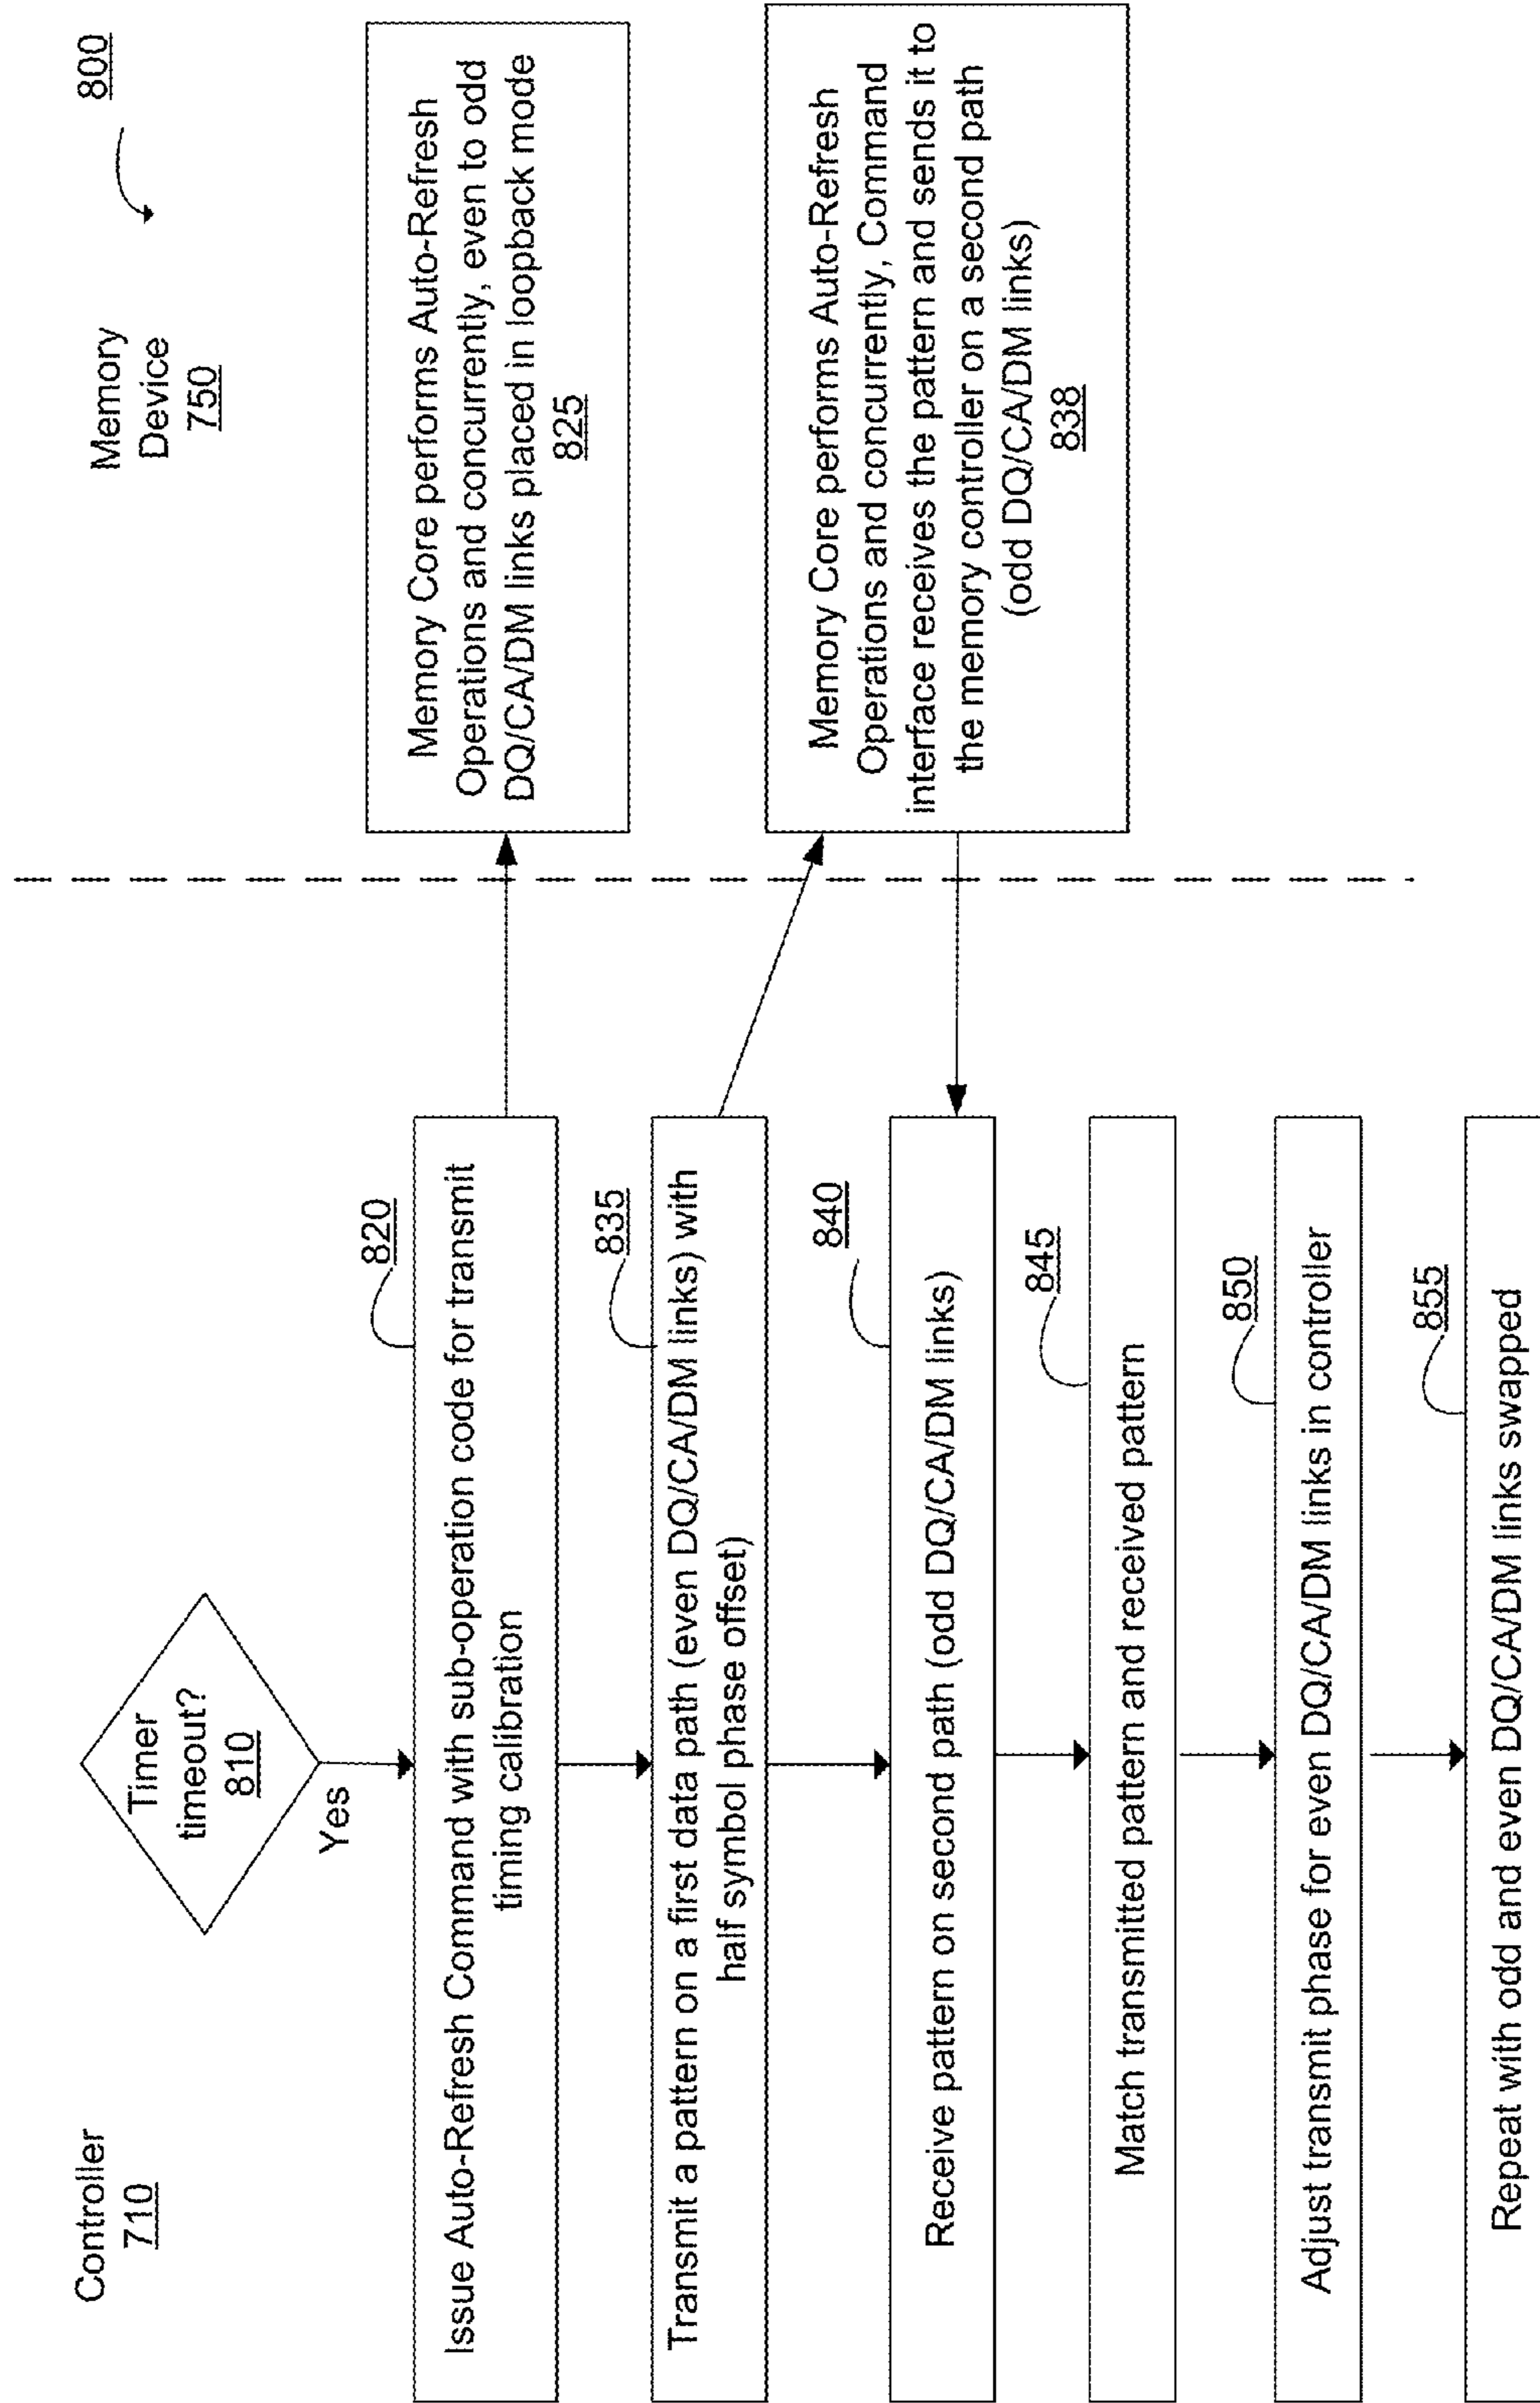 800
Controller
710
Memory
Device
750
Timer
timeout?
810
Yes
820
Issue Auto-Refresh Command with sub-operation code for transmit
timing calibration
Memory Core performs Auto-Refresh
Operations and concurrently, even to odd
DQ/CA/DM links placed in loopback mode
825
835
Transmit a pattern on a first data path (even DQ/CA/DM links) with
half symbol phase offset)
Memory Core performs Auto-Refresh
Operations and concurrently, Command
interface receives the pattern and sends it to
the memory controller on a second path
(odd DQ/CA/DM links)
838
840
Receive pattern on second path (odd DQ/CA/DM links)
845
Match transmitted pattern and received pattern
850
Adjust transmit phase for even DQ/CA/DM links in controller
855
Repeat with odd and even DQ/CA/DM links swapped